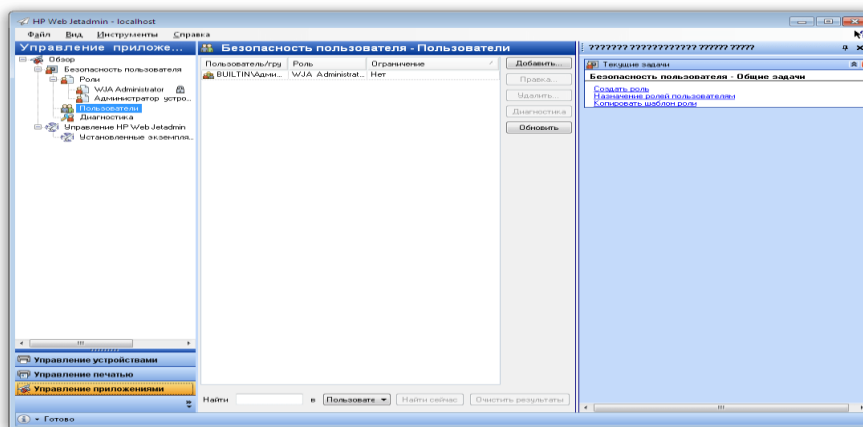 HP Web Jetadmin - localhost
Файл Вид Инструменты Справка
Управление приложе...
Обзор
Безопасность пользователя
Роли
WJA Administrator
Администратор устро...
Пользователи
Диагностика
Управление HP Web Jetadmin
Установленные экземпля...
Управление устройствами
Управление печатью
Управление приложениями
Готово
Безопасность пользователя - Пользователи
Пользователь/гру Роль Ограничение
BUILTIN\Адми... WJA Administrat... Нет
Добавить...
Правка...
Удалить...
Диагностика
Обновить
Найти в Пользовате Найти сейчас Очистить результаты
??????? ???????????? ?????? ?????
Текущие задачи
Безопасность пользователя - Общие задачи
Создать роль
Назначение ролей пользователям
Копировать шаблон роли